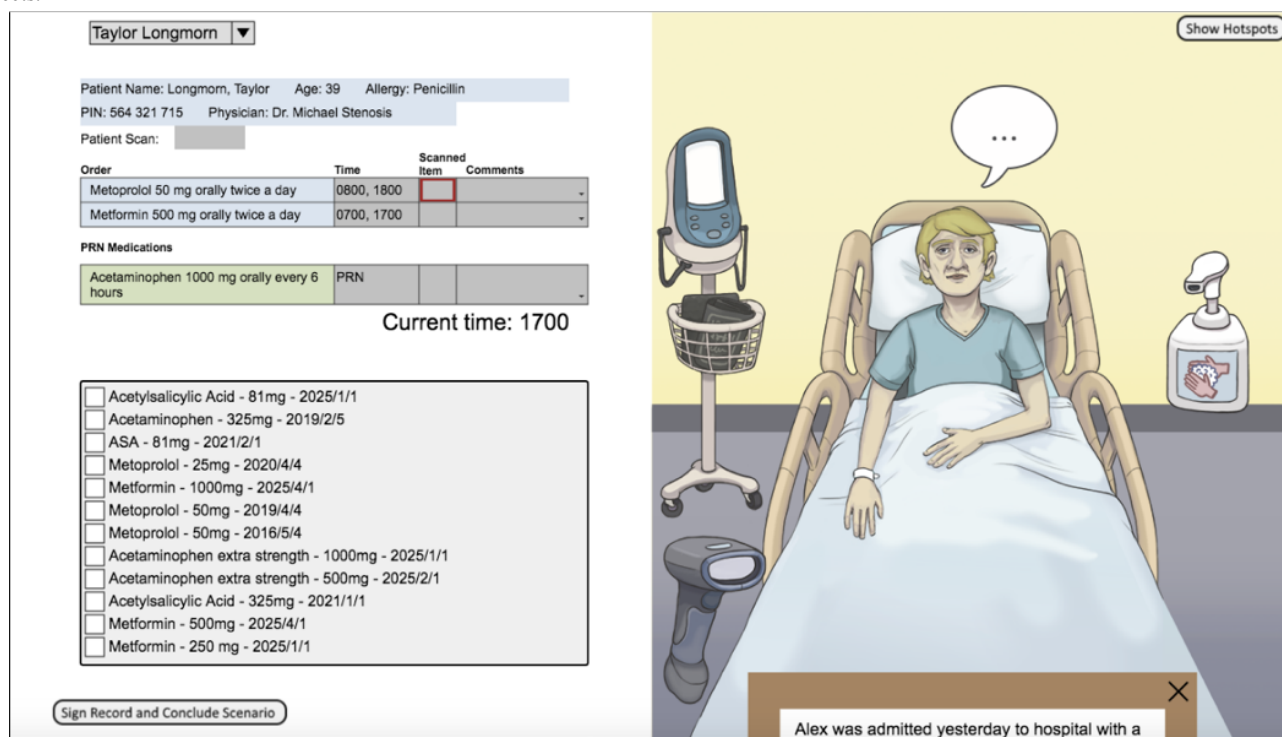 Taylor Longmorn
Show Hotspots
Patient Name: Longmorn, Taylor Age: 39 Allergy: Penicillin
PIN: 564 321 715 Physician: Dr. Michael Stenosis
Patient Scan:
Order Time Scanned Item Comments
Metoprolol 50 mg orally twice a day 0800, 1800
Metformin 500 mg orally twice a day 0700, 1700
PRN Medications
Acetaminophen 1000 mg orally every 6 PRN
hours
Current time: 1700
Acetylsalicylic Acid - 81mg - 2025/1/1
Acetaminophen - 325mg - 2019/2/5
ASA - 81mg - 2021/2/1
Metoprolol - 25mg - 2020/4/4
Metformin - 1000mg - 2025/4/1
Metoprolol - 50mg - 2019/4/4
Metoprolol - 50mg - 2016/5/4
Acetaminophen extra strength - 1000mg - 2025/1/1
Acetaminophen extra strength - 500mg - 2025/2/1
Acetylsalicylic Acid - 325mg - 2021/1/1
Metformin - 500mg - 2025/4/1
Metformin - 250 mg - 2025/1/1
Sign Record and Conclude Scenario
...
Alex was admitted yesterday to hospital with a